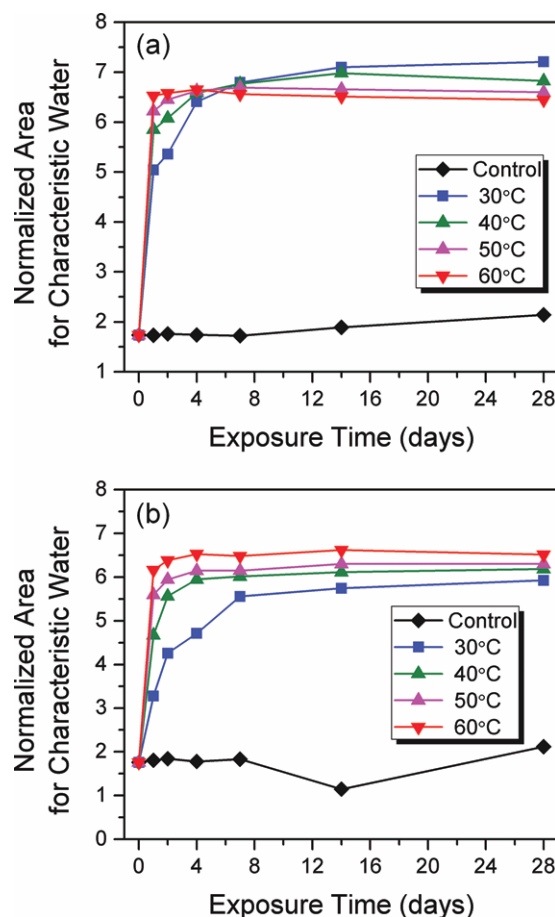 (a)
Normalized Area
for Characteristic Water
8
7
6
5
4
3
2
1
Control
30°C
40°C
50°C
60°C
0 4 8 12 16 20 24 28
Exposure Time (days)
(b)
Normalized Area
for Characteristic Water
8
7
6
5
4
3
2
1
0
Control
30°C
40°C
50°C
60°C
0 4 8 12 16 20 24 28
Exposure Time (days)